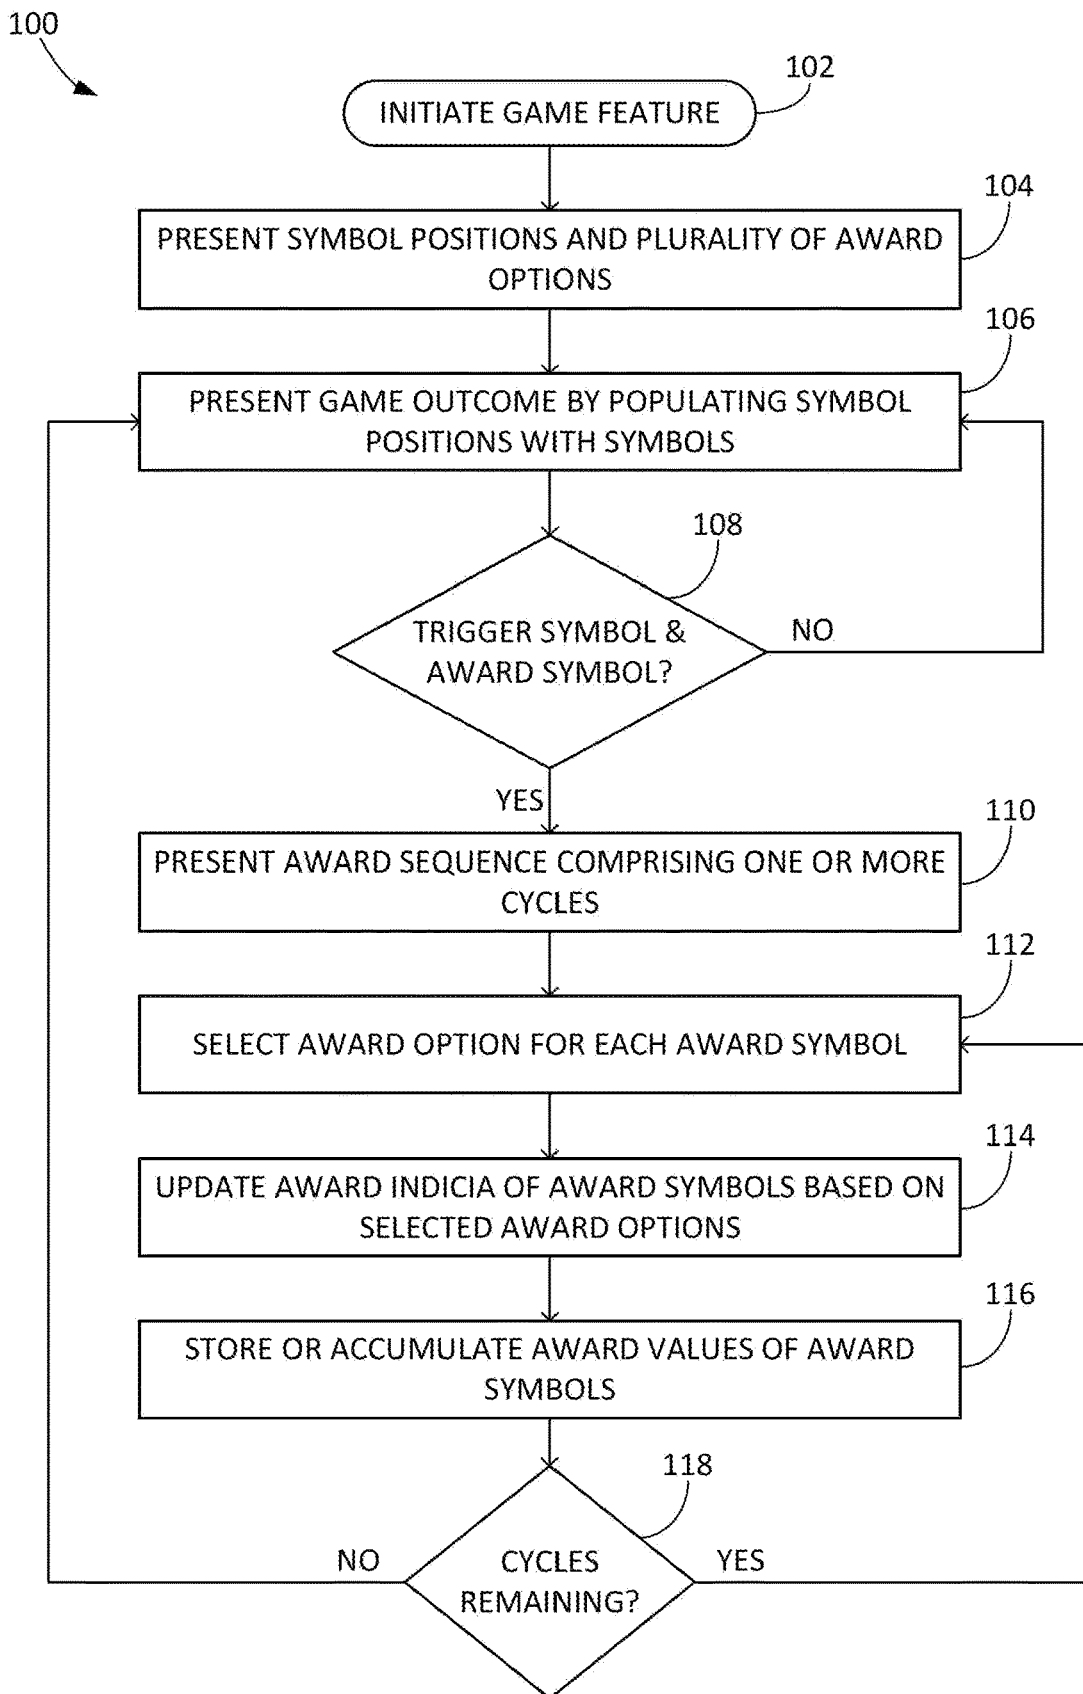 100
102
INITIATE GAME FEATURE
104
PRESENT SYMBOL POSITIONS AND PLURALITY OF AWARD
OPTIONS
106
PRESENT GAME OUTCOME BY POPULATING SYMBOL
POSITIONS WITH SYMBOLS
108
TRIGGER SYMBOL &
AWARD SYMBOL?
NO
YES
110
PRESENT AWARD SEQUENCE COMPRISING ONE OR MORE
CYCLES
112
SELECT AWARD OPTION FOR EACH AWARD SYMBOL
114
UPDATE AWARD INDICIA OF AWARD SYMBOLS BASED ON
SELECTED AWARD OPTIONS
116
STORE OR ACCUMULATE AWARD VALUES OF AWARD
SYMBOLS
118
NO
CYCLES
REMAINING?
YES